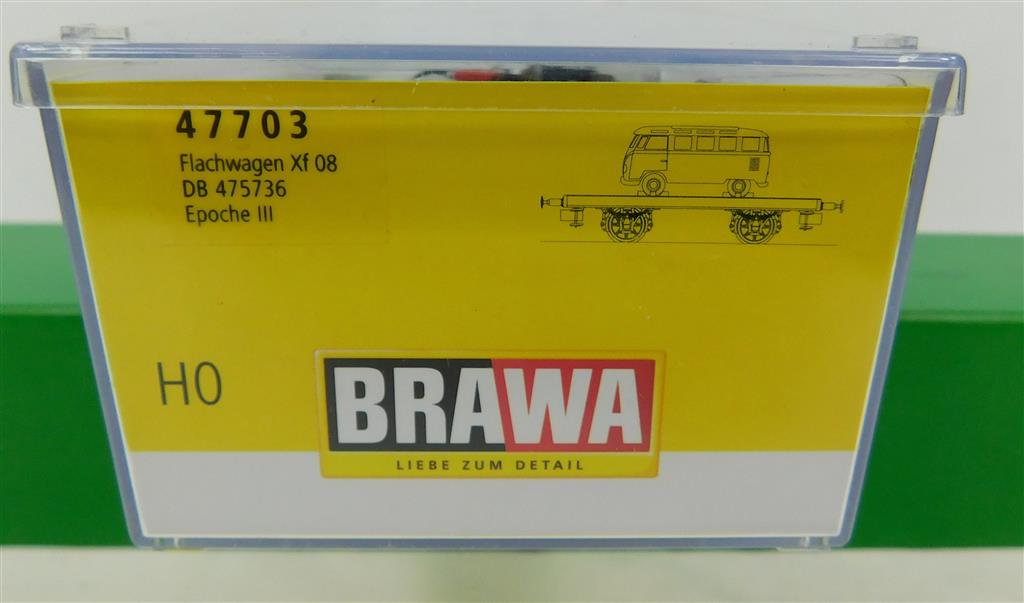 47703
Flachwagen Xf 08
DB 475736
Epoche III
H0
BRAWA
LIEBE ZUM DETAIL